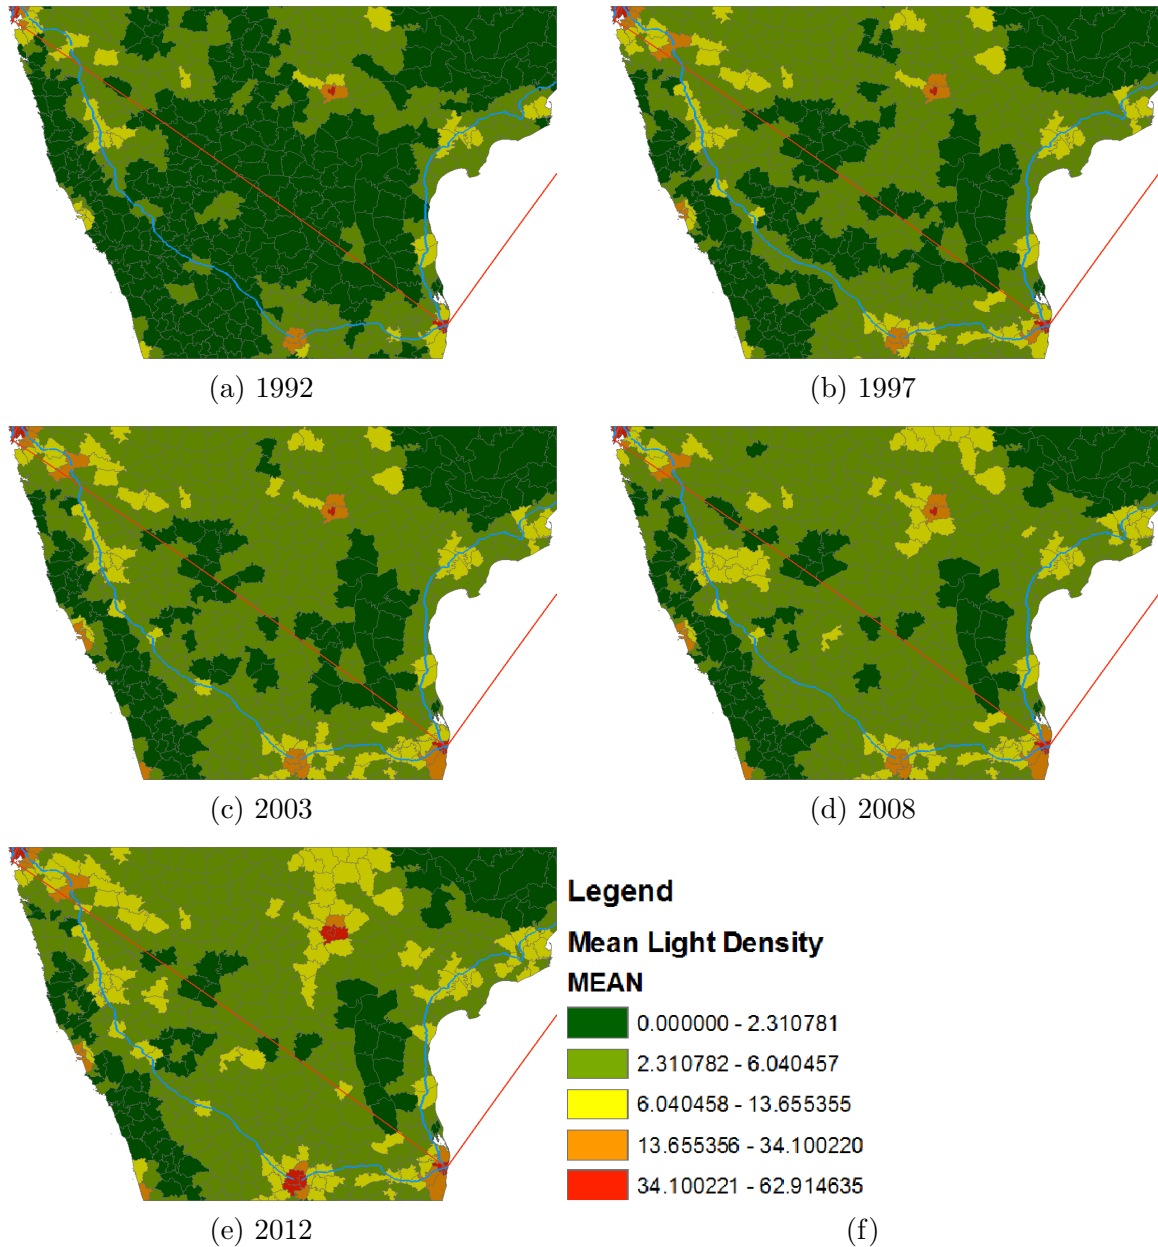 (a) 1992
(b) 1997
(c) 2003
(d) 2008
Legend
Mean Light Density
MEAN
0.000000 - 2.310781
2.310782 - 6.040457
6.040458 - 13.655355
13.655356 - 34.100220
34.100221 - 62.914635
(e) 2012
(f)